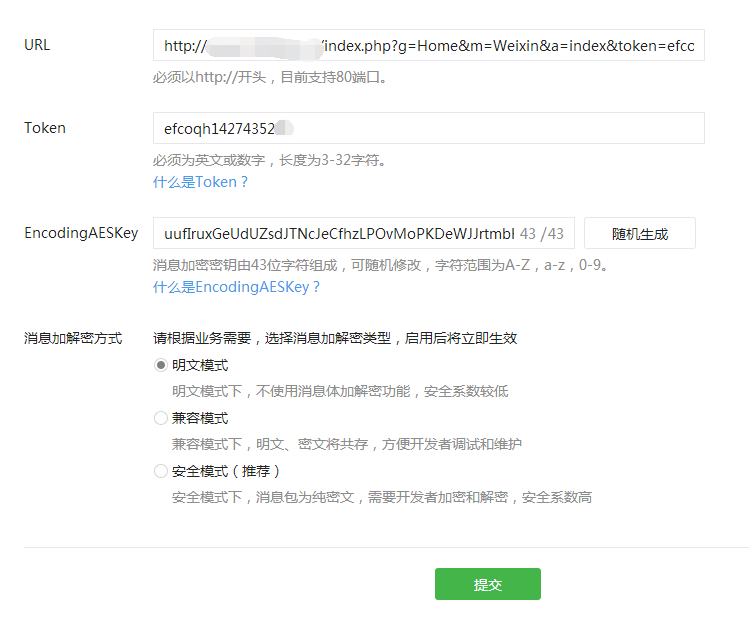 URL
http:// /index.php?g=Home&m=Weixin&a=index&token=efcc
必须以http://开头，目前支持80端口。
Token
efcoqh14274352
必须为英文或数字，长度为3-32字符。
什么是Token？
EncodingAESKey
uufIruxGeUdUZsdJTNcJeCfhzLPOvMoPKDeWJJrtmbI 43 /43
随机生成
消息加密密钥由43位字符组成，可随机修改，字符范围为A-Z，a-z，0-9。
什么是EncodingAESKey？
消息加解密方式
请根据业务需要，选择消息加解密类型，启用后将立即生效
明文模式
明文模式下，不使用消息体加解密功能，安全系数较低
兼容模式
兼容模式下，明文、密文将共存，方便开发者调试和维护
安全模式（推荐）
安全模式下，消息包为纯密文，需要开发者加密和解密，安全系数高
提交